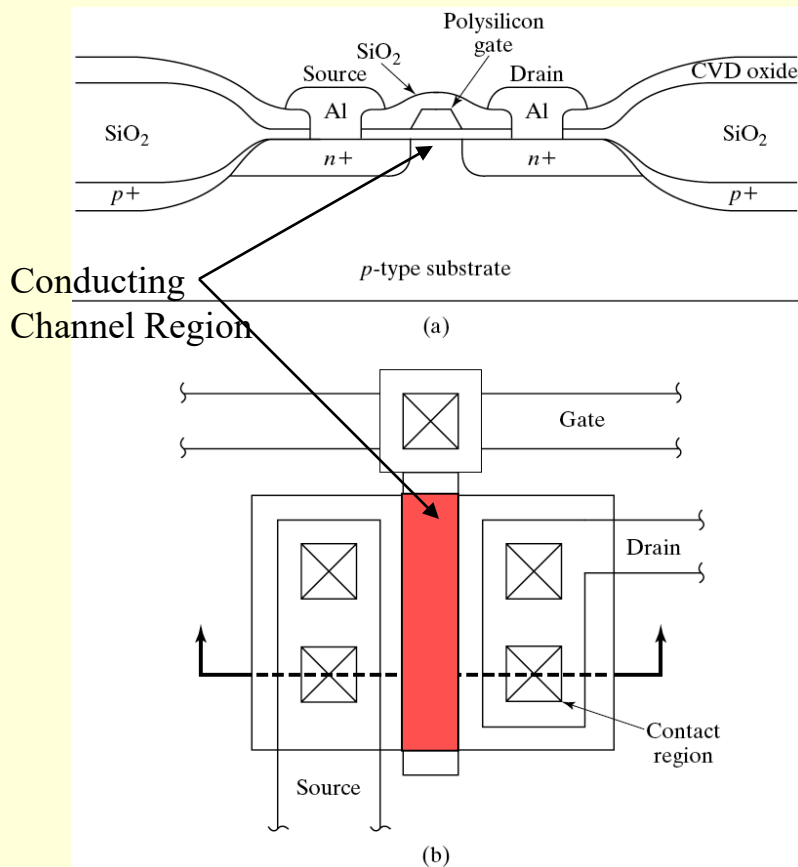 Polysilicon
gate
SiO₂
Source
Drain
CVD oxide
Al
Al
SiO₂
SiO₂
n+
n+
p+
p+
Conducting
Channel Region
p-type substrate
(a)
Gate
Drain
Contact
region
Source
(b)